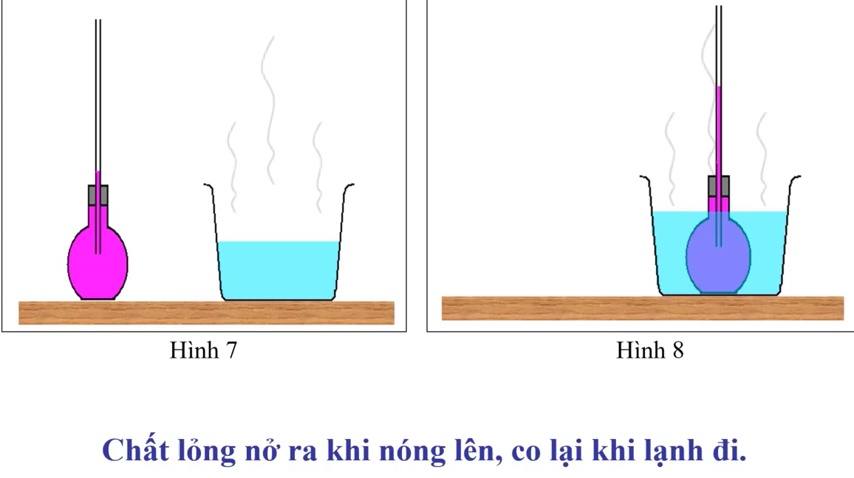 Hình 7
Hình 8
Chất lỏng nở ra khi nóng lên, co lại khi lạnh đi.